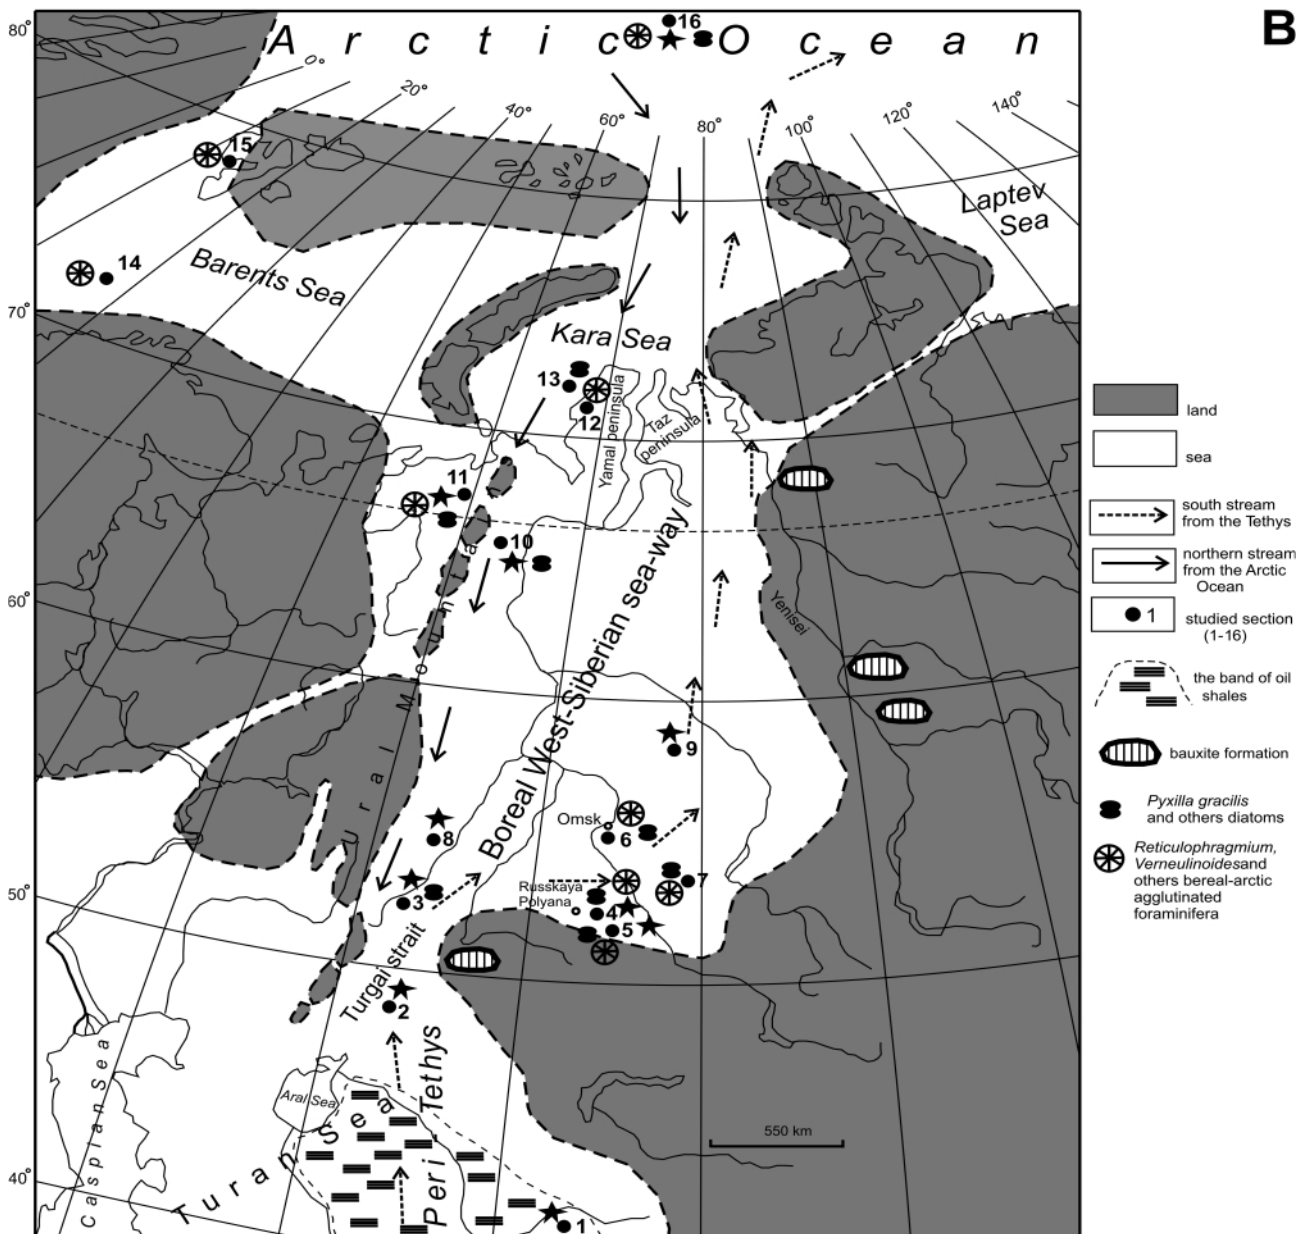 B
80°
Arctic Ocean
16
0°
20°
40°
60°
80°
100°
120°
140°
15
Laptev
Sea
14
Barents Sea
70°
Kara Sea
13
12
Yamal peninsula
Taz
peninsula
11
10
60°
Ural Mountai
Boreal West-Siberian sea-way
Yenisei
9
8
Omsk
6
7
Russkaya
Polyana
4
5
3
50°
Turgai strait
2
Peri-Tethys
Aral Sea
Caspian Sea
Turan Sea
550 km
40°
1
land
sea
south stream
from the Tethys
northern stream
from the Arctic
Ocean
1
studied section
(1-16)
the band of oil
shales
bauxite formation
Pyxilla gracilis
and others diatoms
Reticulophragmium,
Verneulinoidesand
others bereal-arctic
agglutinated
foraminifera